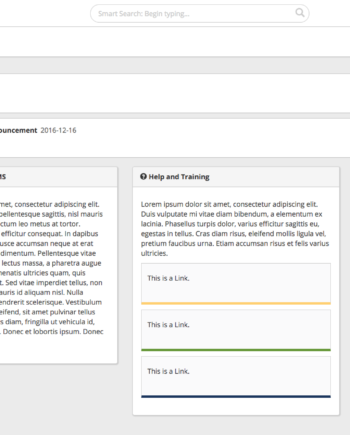 Smart Search: Begin typing...
ouncement 2016-12-16
MS
met, consectetur adipiscing elit.
pellentesque sagittis, nisl mauris
ctum leo metus at tortor.
efficitur consequat. In dapibus
usce accumsan neque at erat
dimentum. Pellentesque vitae
lectus massa, a pharetra augue
menatis ultricies quam, quis
t. Sed vitae imperdiet tellus, non
auris id aliquam nisl. Nulla
endrerit scelerisque. Vestibulum
eifend, sit amet pulvinar tellus
s diam, fringilla ut vehicula id,
. Donec et lobortis ipsum. Donec
Help and Training
Lorem ipsum dolor sit amet, consectetur adipiscing elit.
Duis vulputate mi vitae diam bibendum, a elementum ex
lacinia. Phasellus turpis dolor, varius efficitur sagittis eu,
egestas in tellus. Cras diam risus, eleifend mollis ligula vel,
pretium faucibus urna. Etiam accumsan risus et felis varius
ultricies.
This is a Link.
This is a Link.
This is a Link.